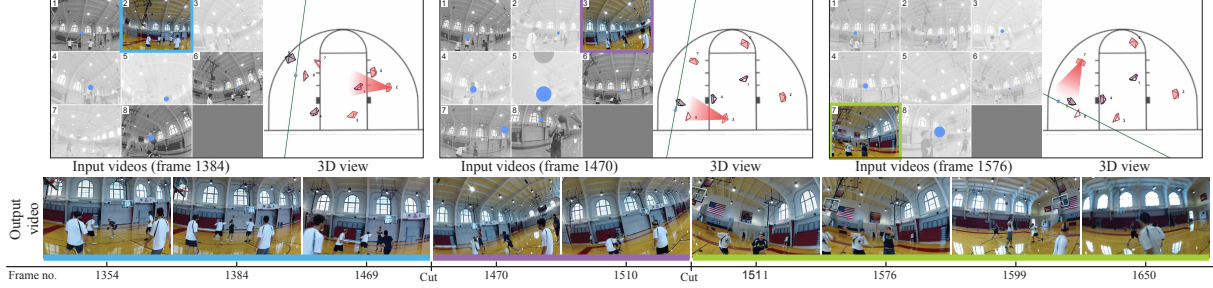 1 2 3
4 5 6
7 8
Input videos (frame 1384) 3D view
1 2 3
4 5 6
7 8
Input videos (frame 1470) 3D view
1 2 3
4 5 6
7 8
Input videos (frame 1576) 3D view
Output
video
Frame no. 1354 1384 1469 Cut 1470 1510 Cut 1511 1576 1599 1650